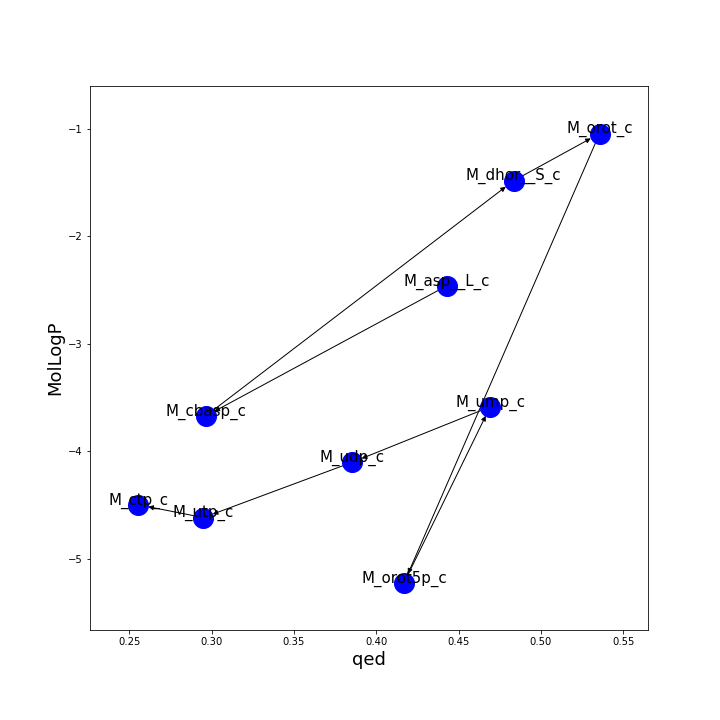 M_orot_c
−1
M_dhor__S_c
−2
M_asp__L_c
−3
MolLogP
M_ump_c
M_cbasp_c
−4
M_udp_c
M_ctp_c
M_utp_c
−5
M_orot5p_c
0.25 0.30 0.35 0.40 0.45 0.50 0.55
qed